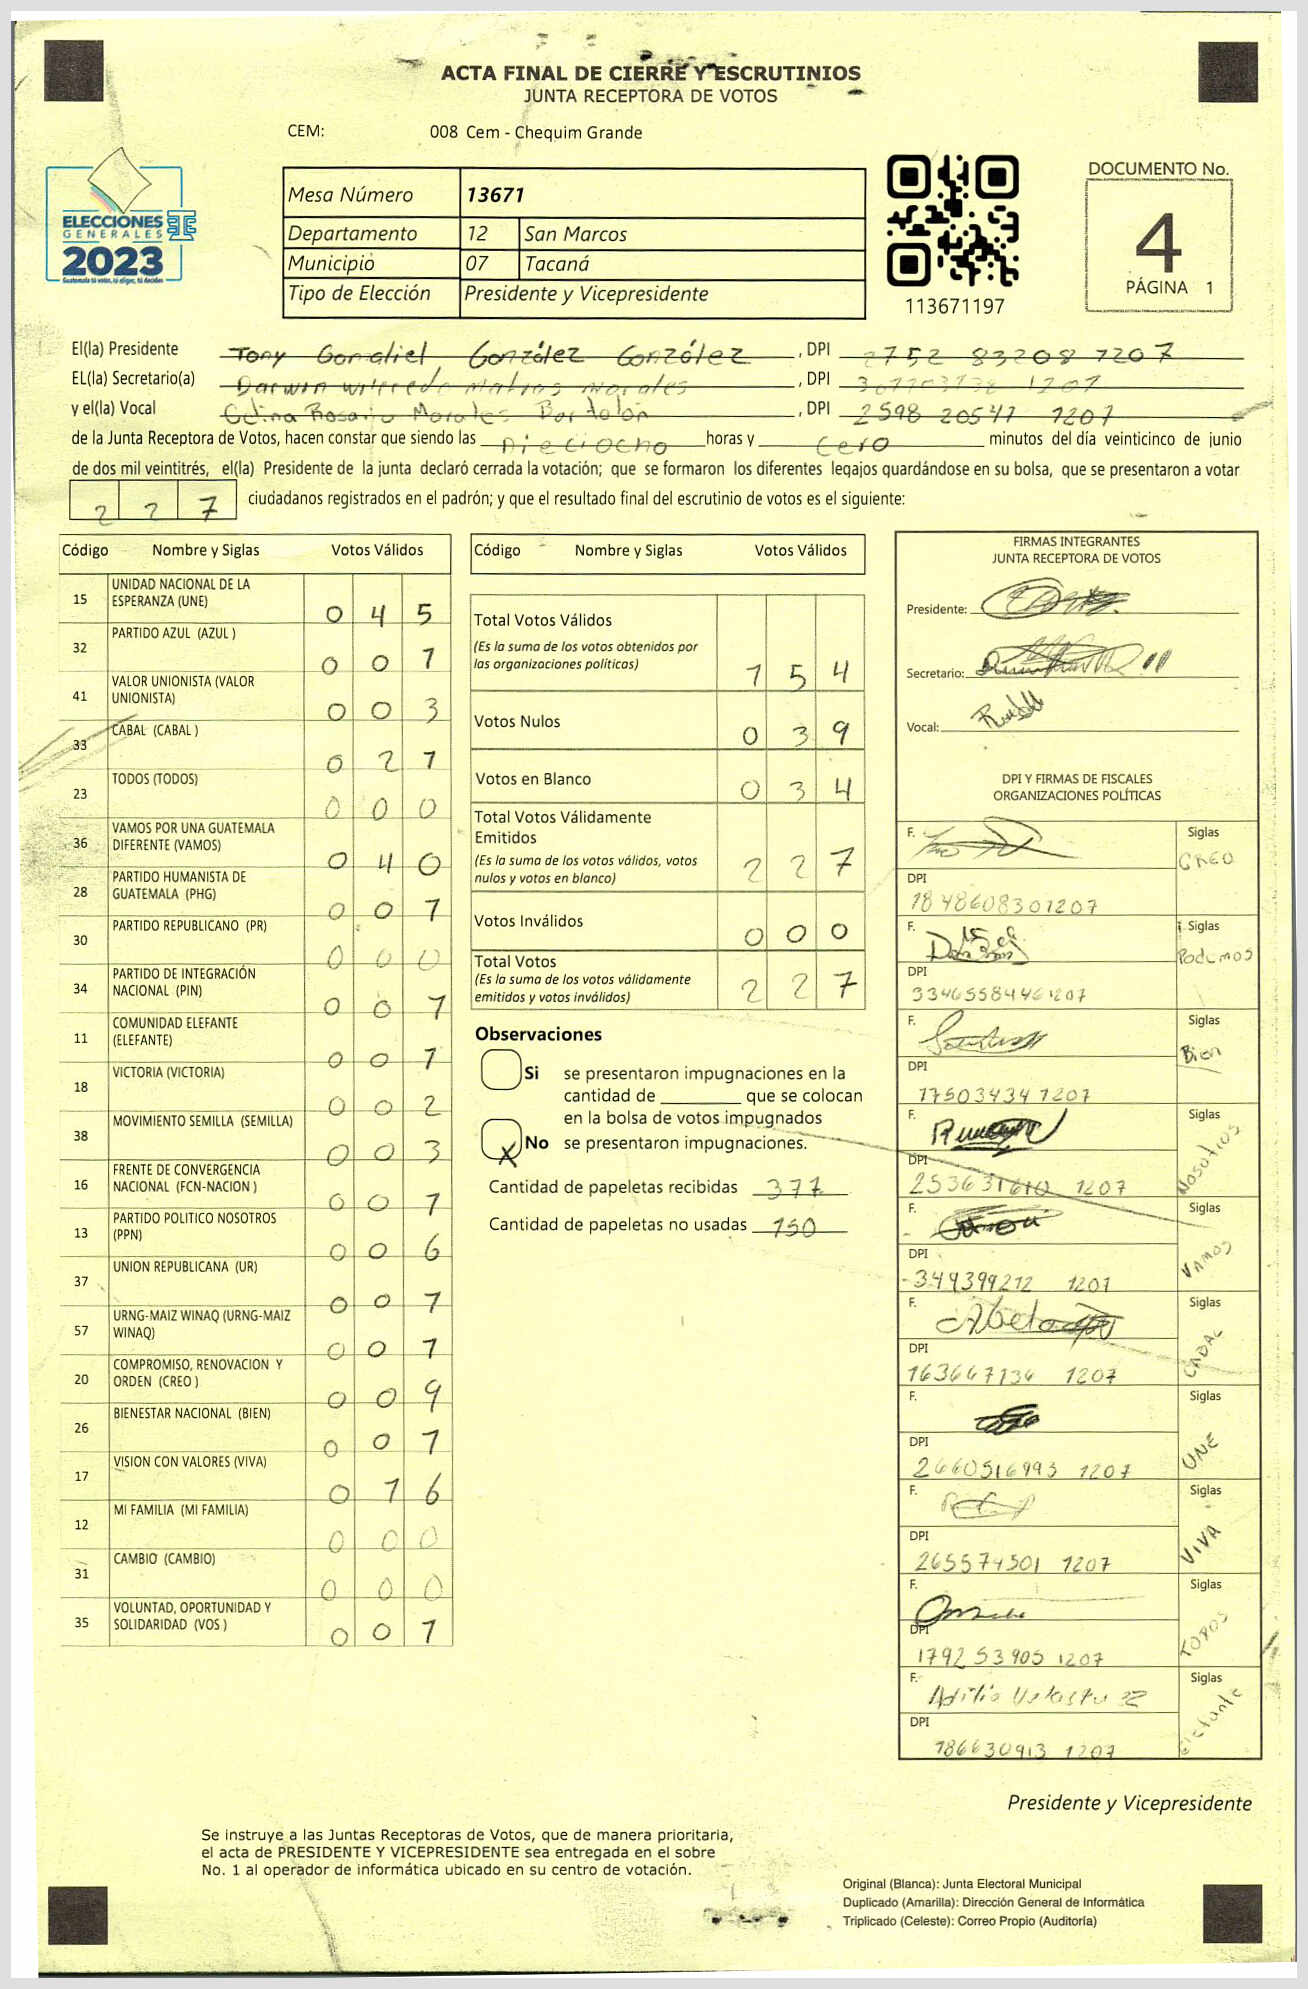 ACTA FINAL DE CIERRE Y ESCRUTINIOS
JUNTA RECEPTORA DE VOTOS
CEM: 008 Cem - Chequim Grande
ELECCIONES
GENERALES
2023
Guatemala tú votas, tú eliges, tú decides
Mesa Número 13671
Departamento 12 San Marcos
Municipio 07 Tacaná
Tipo de Elección Presidente y Vicepresidente
113671197
DOCUMENTO No.
4
PÁGINA 1
El(la) Presidente Tony Gamaliel González González , DPI 2752 83208 1207
EL(la) Secretario(a) Darwin Wilfredo Matias Morales , DPI 1207
y el(la) Vocal Celina Rosario Morales Bartolón , DPI 2598 20547 1207
de la Junta Receptora de Votos, hacen constar que siendo las Dieciocho horas y Cero minutos del día veinticinco de junio
de dos mil veintitrés, el(la) Presidente de la junta declaró cerrada la votación; que se formaron los diferentes legajos quardándose en su bolsa, que se presentaron a votar
227 ciudadanos registrados en el padrón; y que el resultado final del escrutinio de votos es el siguiente:
Código Nombre y Siglas Votos Válidos
15 UNIDAD NACIONAL DE LA ESPERANZA (UNE) 0 4 5
32 PARTIDO AZUL (AZUL ) 0 0 1
41 VALOR UNIONISTA (VALOR UNIONISTA) 0 0 3
33 CABAL (CABAL ) 0 2 1
23 TODOS (TODOS) 0 0 0
36 VAMOS POR UNA GUATEMALA DIFERENTE (VAMOS) 0 4 0
28 PARTIDO HUMANISTA DE GUATEMALA (PHG) 0 0 1
30 PARTIDO REPUBLICANO (PR) 0 0 0
34 PARTIDO DE INTEGRACIÓN NACIONAL (PIN) 0 0 1
11 COMUNIDAD ELEFANTE (ELEFANTE) 0 0 1
18 VICTORIA (VICTORIA) 0 0 2
38 MOVIMIENTO SEMILLA (SEMILLA) 0 0 3
16 FRENTE DE CONVERGENCIA NACIONAL (FCN-NACION ) 0 0 1
13 PARTIDO POLITICO NOSOTROS (PPN) 0 0 6
37 UNION REPUBLICANA (UR) 0 0 1
57 URNG-MAIZ WINAQ (URNG-MAIZ WINAQ) 0 0 1
20 COMPROMISO, RENOVACION Y ORDEN (CREO ) 0 0 9
26 BIENESTAR NACIONAL (BIEN) 0 0 1
17 VISION CON VALORES (VIVA) 0 1 6
12 MI FAMILIA (MI FAMILIA) 0 0 0
31 CAMBIO (CAMBIO) 0 0 0
35 VOLUNTAD, OPORTUNIDAD Y SOLIDARIDAD (VOS ) 0 0 1
Código Nombre y Siglas Votos Válidos
Total Votos Válidos
(Es la suma de los votos obtenidos por
las organizaciones políticas) 1 5 4
Votos Nulos 0 3 9
Votos en Blanco 0 3 4
Total Votos Válidamente
Emitidos
(Es la suma de los votos válidos, votos
nulos y votos en blanco) 2 2 7
Votos Inválidos 0 0 0
Total Votos
(Es la suma de los votos válidamente
emitidos y votos inválidos) 2 2 7
Observaciones
Si se presentaron impugnaciones en la
cantidad de ________ que se colocan
en la bolsa de votos impugnados
X No se presentaron impugnaciones.
Cantidad de papeletas recibidas 377
Cantidad de papeletas no usadas 150
FIRMAS INTEGRANTES
JUNTA RECEPTORA DE VOTOS
Presidente:
Secretario:
Vocal:
DPI Y FIRMAS DE FISCALES
ORGANIZACIONES POLÍTICAS
F. Siglas CREO
DPI 1848608301207
F. Siglas Podemos
DPI 3346558446 1207
F. Siglas Bien
DPI 17503434 1207
F. Siglas Nosotros
DPI 253631610 1207
F. Siglas VAMOS
DPI 349399212 1207
F. Siglas CABAL
DPI 163667136 1207
F. Siglas UNE
DPI 2660516993 1207
F. Siglas VIVA
DPI 265574501 1207
F. Siglas TODOS
DPI 1792 53905 1207
F. Siglas Elefante
DPI 186630913 1207
Presidente y Vicepresidente
Se instruye a las Juntas Receptoras de Votos, que de manera prioritaria,
el acta de PRESIDENTE Y VICEPRESIDENTE sea entregada en el sobre
No. 1 al operador de informática ubicado en su centro de votación.
Original (Blanca): Junta Electoral Municipal
Duplicado (Amarilla): Dirección General de Informática
Triplicado (Celeste): Correo Propio (Auditoría)